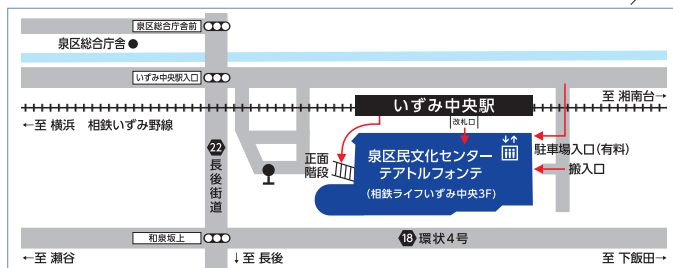 泉区総合庁舎前
泉区総合庁舎
いずみ中央駅入口
いずみ中央駅
至 湘南台→
←至 横浜 相鉄いずみ野線
改札口
22
長後街道
正面
階段
泉区民文化センター
テアトルフォンテ
(相鉄ライフいずみ中央3F)
駐車場入口(有料)
搬入口
和泉坂上
18 環状4号
←至 瀬谷
↓至 長後
至 下飯田→